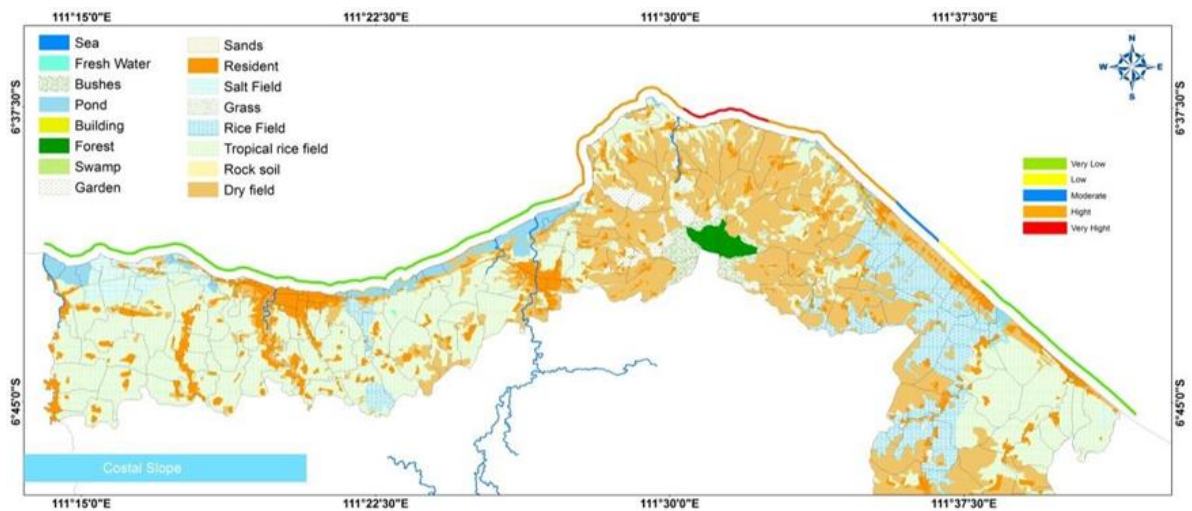 111°15'0"E 111°22'30"E 111°30'0"E 111°37'30"E
Sea
Fresh Water
Bushes
Pond
Building
Forest
Swamp
Garden
Sands
Resident
Salt Field
Grass
Rice Field
Tropical rice field
Rock soil
Dry field
N
W E
S
6°37'30"S
6°37'30"S
Very Low
Low
Moderate
Hight
Very Hight
6°45'0"S
6°45'0"S
Costal Slope
111°15'0"E 111°22'30"E 111°30'0"E 111°37'30"E